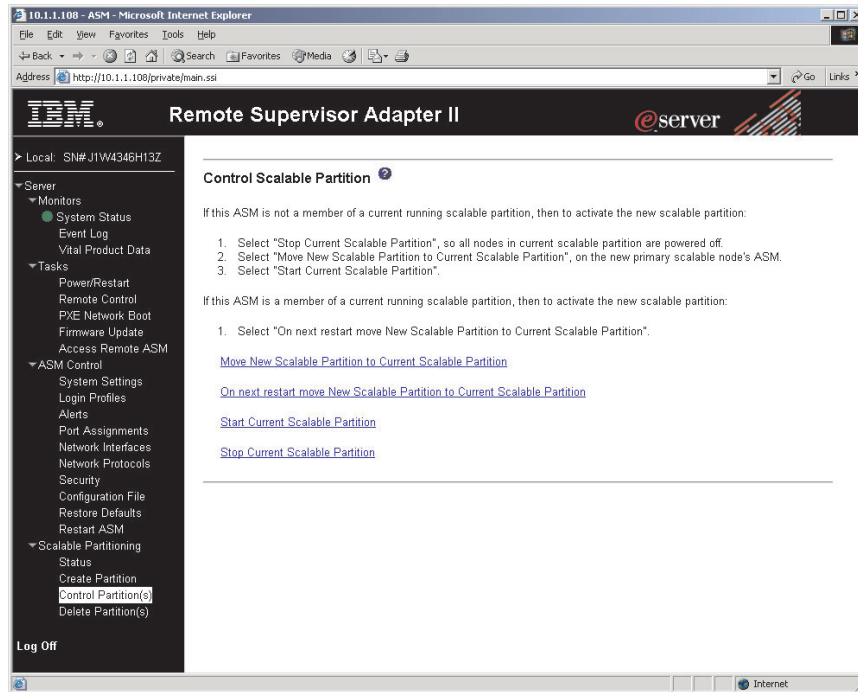 10.1.1.108 - ASM - Microsoft Internet Explorer
File Edit View Favorites Tools Help
Back Search Favorites Media
Address http://10.1.1.108/private/main.ssi Go Links
IBM. Remote Supervisor Adapter II eserver
Local: SN# J1W4346H13Z
Server
Monitors
System Status
Event Log
Vital Product Data
Tasks
Power/Restart
Remote Control
PXE Network Boot
Firmware Update
Access Remote ASM
ASM Control
System Settings
Login Profiles
Alerts
Port Assignments
Network Interfaces
Network Protocols
Security
Configuration File
Restore Defaults
Restart ASM
Scalable Partitioning
Status
Create Partition
Control Partition(s)
Delete Partition(s)
Log Off
Control Scalable Partition ?
If this ASM is not a member of a current running scalable partition, then to activate the new scalable partition:
1. Select "Stop Current Scalable Partition", so all nodes in current scalable partition are powered off.
2. Select "Move New Scalable Partition to Current Scalable Partition", on the new primary scalable node's ASM.
3. Select "Start Current Scalable Partition".
If this ASM is a member of a current running scalable partition, then to activate the new scalable partition:
1. Select "On next restart move New Scalable Partition to Current Scalable Partition".
Move New Scalable Partition to Current Scalable Partition
On next restart move New Scalable Partition to Current Scalable Partition
Start Current Scalable Partition
Stop Current Scalable Partition
Internet